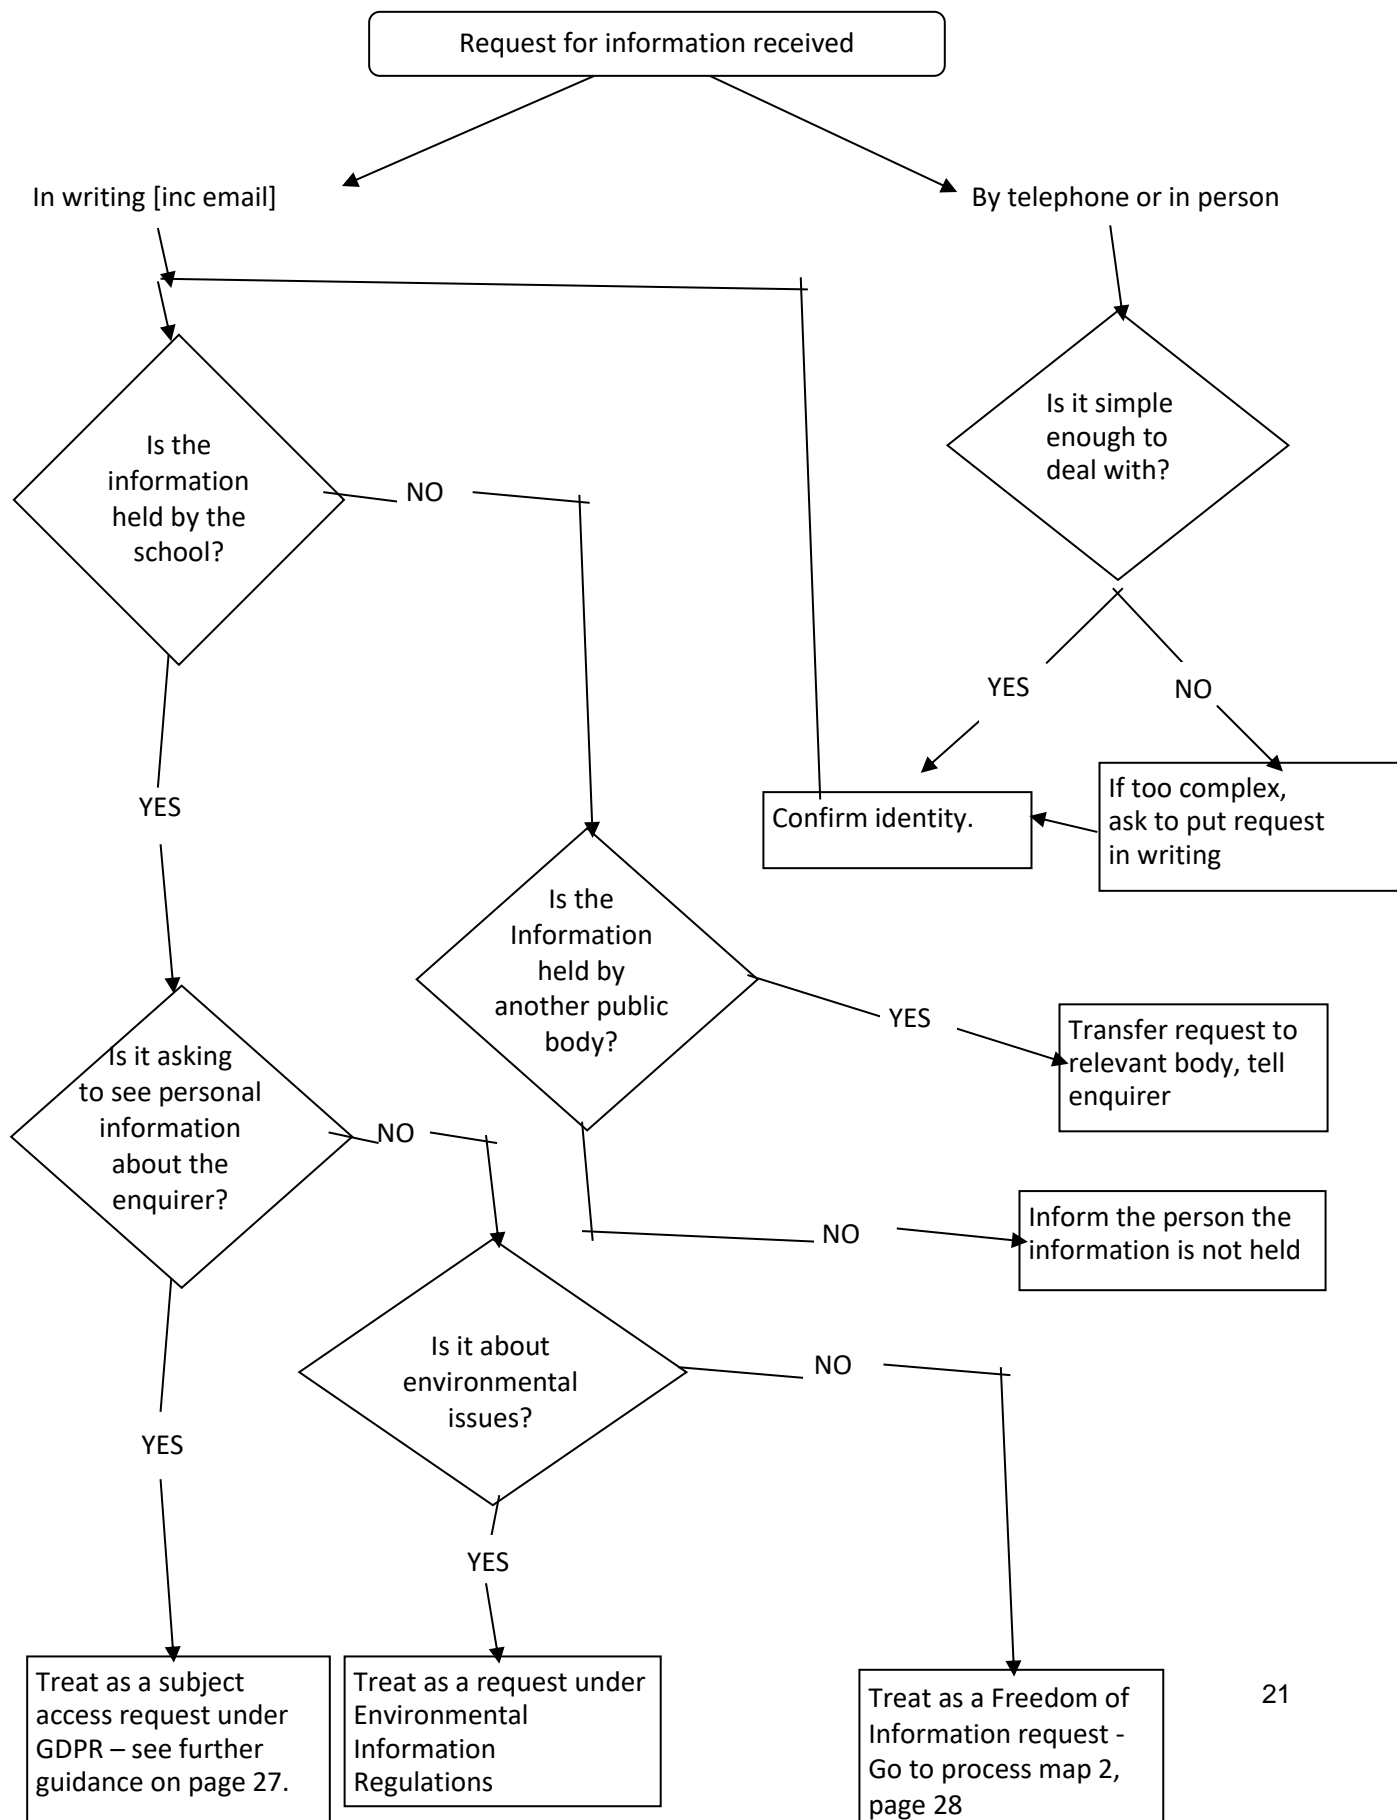 Request for information received
In writing [inc email]
By telephone or in person
Is it simple
enough to
deal with?
Is the
information
held by the
school?
NO
YES
NO
YES
Confirm identity.
If too complex,
ask to put request
in writing
Is the
Information
held by
another public
body?
YES
Transfer request to
relevant body, tell
enquirer
Is it asking
to see personal
information
about the
enquirer?
NO
NO
Inform the person the
information is not held
Is it about
environmental
issues?
NO
YES
YES
Treat as a subject
access request under
GDPR – see further
guidance on page 27.
Treat as a request under
Environmental
Information
Regulations
Treat as a Freedom of
Information request -
Go to process map 2,
page 28
21